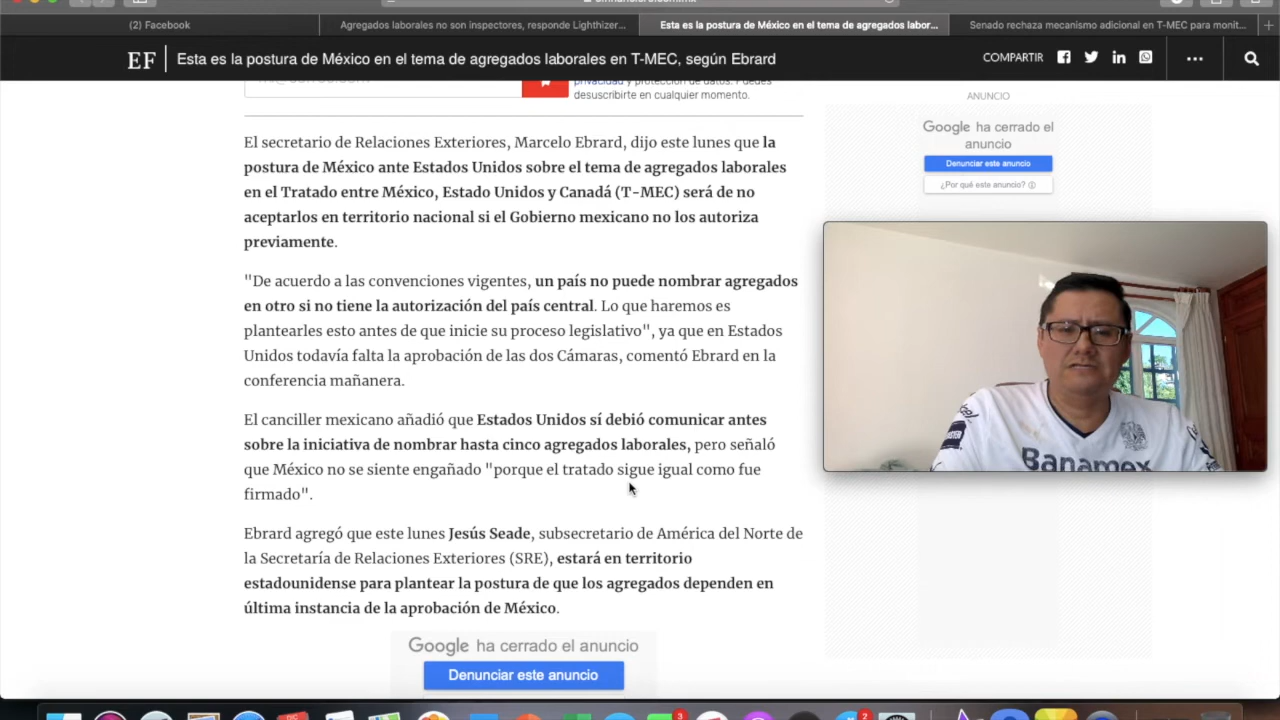 (2) Facebook
Agregados laborales no son inspectores, responde Lighthizer...
Esta es la postura de México en el tema de agregados labor...
Senado rechaza mecanismo adicional en T-MEC para monit...
EF
Esta es la postura de México en el tema de agregados laborales en T-MEC, según Ebrard
COMPARTIR
privacidad y protección de datos. Puedes
desuscribirte en cualquier momento.
El secretario de Relaciones Exteriores, Marcelo Ebrard, dijo este lunes que la
postura de México ante Estados Unidos sobre el tema de agregados laborales
en el Tratado entre México, Estado Unidos y Canadá (T-MEC) será de no
aceptarlos en territorio nacional si el Gobierno mexicano no los autoriza
previamente.
"De acuerdo a las convenciones vigentes, un país no puede nombrar agregados
en otro si no tiene la autorización del país central. Lo que haremos es
plantearles esto antes de que inicie su proceso legislativo", ya que en Estados
Unidos todavía falta la aprobación de las dos Cámaras, comentó Ebrard en la
conferencia mañanera.
El canciller mexicano añadió que Estados Unidos sí debió comunicar antes
sobre la iniciativa de nombrar hasta cinco agregados laborales, pero señaló
que México no se siente engañado "porque el tratado sigue igual como fue
firmado".
Ebrard agregó que este lunes Jesús Seade, subsecretario de América del Norte de
la Secretaría de Relaciones Exteriores (SRE), estará en territorio
estadounidense para plantear la postura de que los agregados dependen en
última instancia de la aprobación de México.
Google ha cerrado el anuncio
Denunciar este anuncio
ANUNCIO
Google ha cerrado el
anuncio
Denunciar este anuncio
¿Por qué este anuncio?
Banamex
3
2